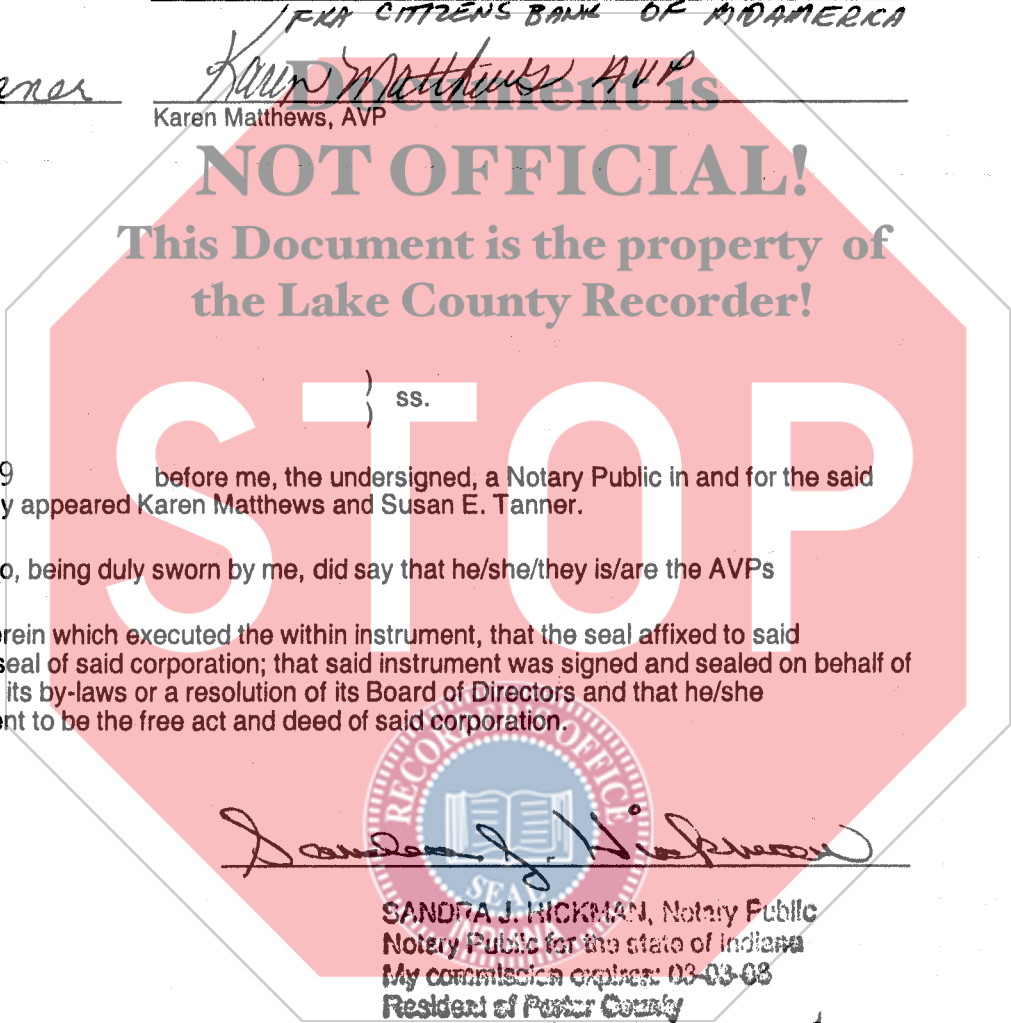 /FKA CITIZENS BANK OF MIDAMERICA
Karen Matthews AVP
Karen Matthews, AVP
Document is
NOT OFFICIAL!
This Document is the property of
the Lake County Recorder!
) ss.
)
STOP
9 before me, the undersigned, a Notary Public in and for the said
y appeared Karen Matthews and Susan E. Tanner.
o, being duly sworn by me, did say that he/she/they is/are the AVPs
rein which executed the within instrument, that the seal affixed to said
seal of said corporation; that said instrument was signed and sealed on behalf of
its by-laws or a resolution of its Board of Directors and that he/she
nt to be the free act and deed of said corporation.
RECORDER'S OFFICE
Sandra J. Hickman
SEAL
INDIANA
SANDRA J. HICKMAN, Notary Public
Notary Public for the state of Indiana
My commission expires: 03-03-08
Resident of Porter County